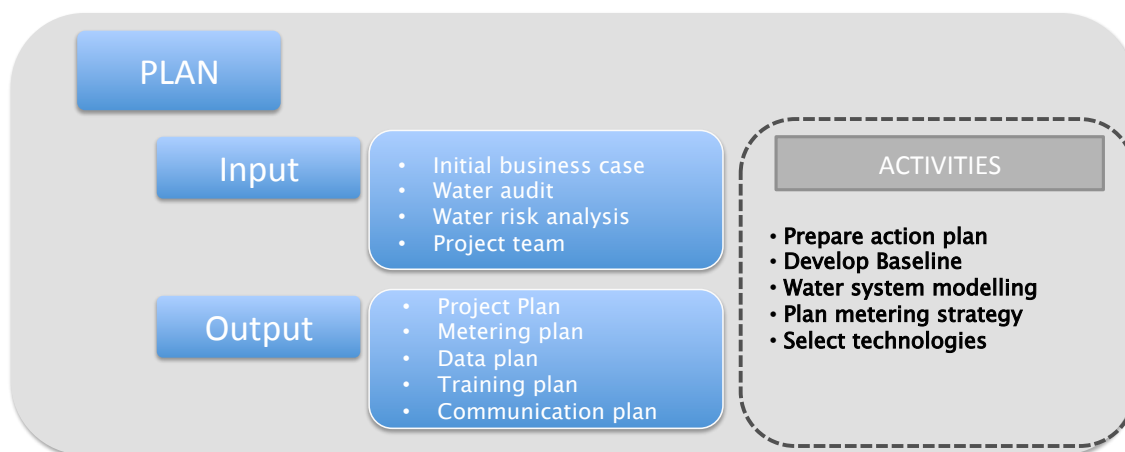 PLAN
Input
• Initial business case
• Water audit
• Water risk analysis
• Project team
Output
• Project Plan
• Metering plan
• Data plan
• Training plan
• Communication plan
ACTIVITIES
• Prepare action plan
• Develop Baseline
• Water system modelling
• Plan metering strategy
• Select technologies